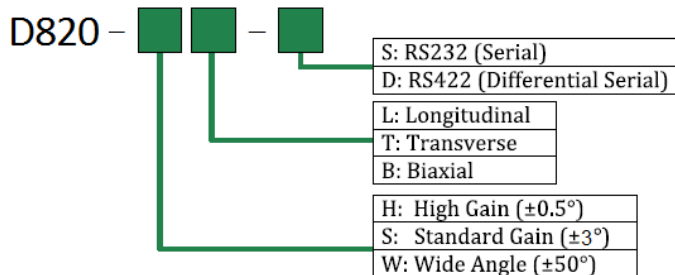 D820 - -
S: RS232 (Serial)
D: RS422 (Differential Serial)
L: Longitudinal
T: Transverse
B: Biaxial
H: High Gain (±0.5°)
S: Standard Gain (±3°)
W: Wide Angle (±50°)